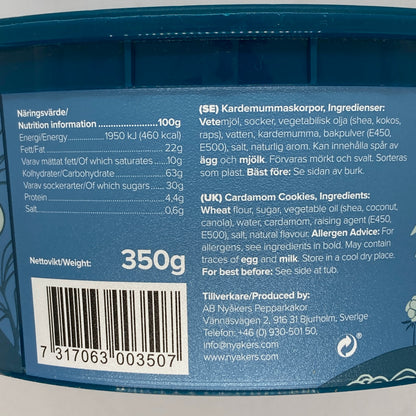 Näringsvärde/
Nutrition information ..................... 100g
Energi/Energy .................1950 kJ (460 kcal)
Fett/Fat ............................................ 22g
Varav mättat fett/Of which saturates ..10g
Kolhydrater/Carbohydrate ................. 63g
Varav sockerarter/Of which sugars .... 30g
Protein ............................................ 4,4g
Salt .................................................. 0,6g
Nettovikt/Weight: 350g
7 317063 003507
(SE) Kardemummaskorpor, Ingredienser:
Vetemjöl, socker, vegetabilisk olja (shea, kokos,
raps), vatten, kardemumma, bakpulver (E450,
E500), salt, naturlig arom. Kan innehålla spår av
ägg och mjölk. Förvaras mörkt och svalt. Sorteras
som plast. Bäst före: Se sidan av burk.
(UK) Cardamom Cookies, Ingredients:
Wheat flour, sugar, vegetable oil (shea, coconut,
canola), water, cardamom, raising agent (E450,
E500), salt, natural flavour. Allergen Advice: For
allergens, see ingredients in bold. May contain
traces of egg and milk. Store in a cool dry place.
For best before: See side at tub.
Tillverkare/Produced by:
AB Nyåkers Pepparkakor
Vännäsvägen 2, 916 31 Bjurholm, Sverige
Telefon: +46 (0) 930-501 50,
info@nyakers.com
www.nyakers.com